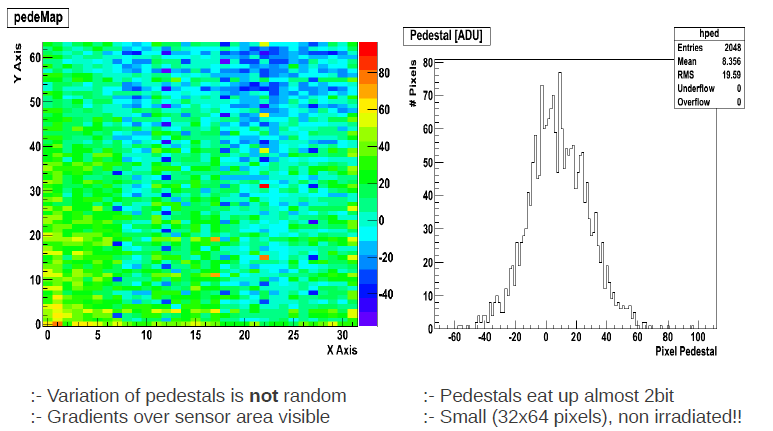 pedeMap
Y Axis
60
50
40
30
20
10
0
0 5 10 15 20 25 30
X Axis
80
60
40
20
0
-20
-40
Pedestal [ADU]
hped
Entries 2048
Mean 8.356
RMS 19.59
Underflow 0
Overflow 0
# Pixels
80
70
60
50
40
30
20
10
0
-60 -40 -20 0 20 40 60 80 100
Pixel Pedestal
:- Variation of pedestals is not random
:- Gradients over sensor area visible
:- Pedestals eat up almost 2bit
:- Small (32x64 pixels), non irradiated!!